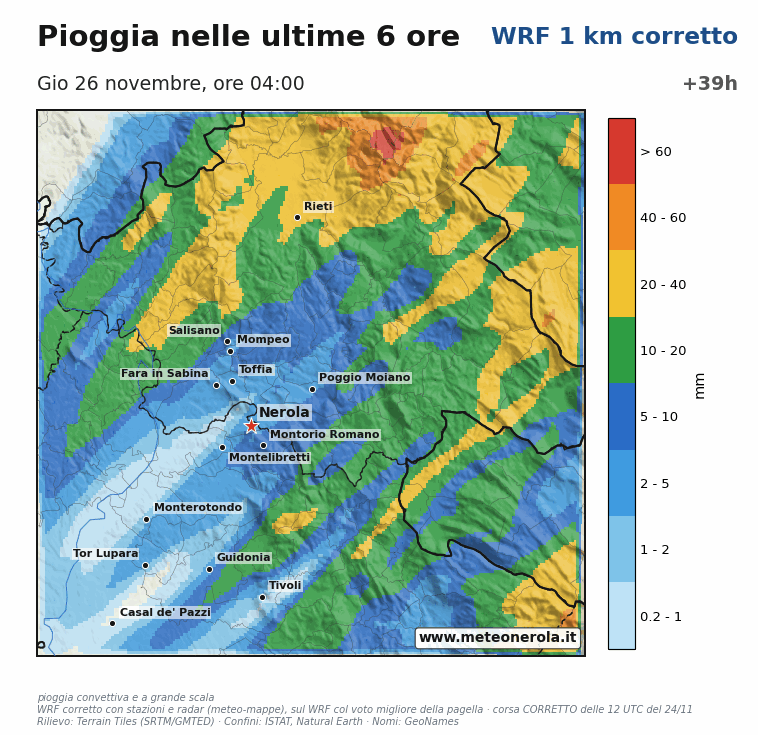 Pioggia nelle ultime 6 ore
WRF 1 km corretto
Gio 26 novembre, ore 04:00
+39h
Rieti
Salisano
Mompeo
Fara in Sabina
Toffia
Poggio Moiano
Nerola
Montorio Romano
Montelibretti
Monterotondo
Tor Lupara
Guidonia
Tivoli
Casal de' Pazzi
www.meteonerola.it
> 60
40 - 60
20 - 40
10 - 20
5 - 10
2 - 5
1 - 2
0.2 - 1
mm
pioggia convettiva e a grande scala
WRF corretto con stazioni e radar (meteo-mappe), sul WRF col voto migliore della pagella · corsa CORRETTO delle 12 UTC del 24/11
Rilievo: Terrain Tiles (SRTM/GMTED) · Confini: ISTAT, Natural Earth · Nomi: GeoNames